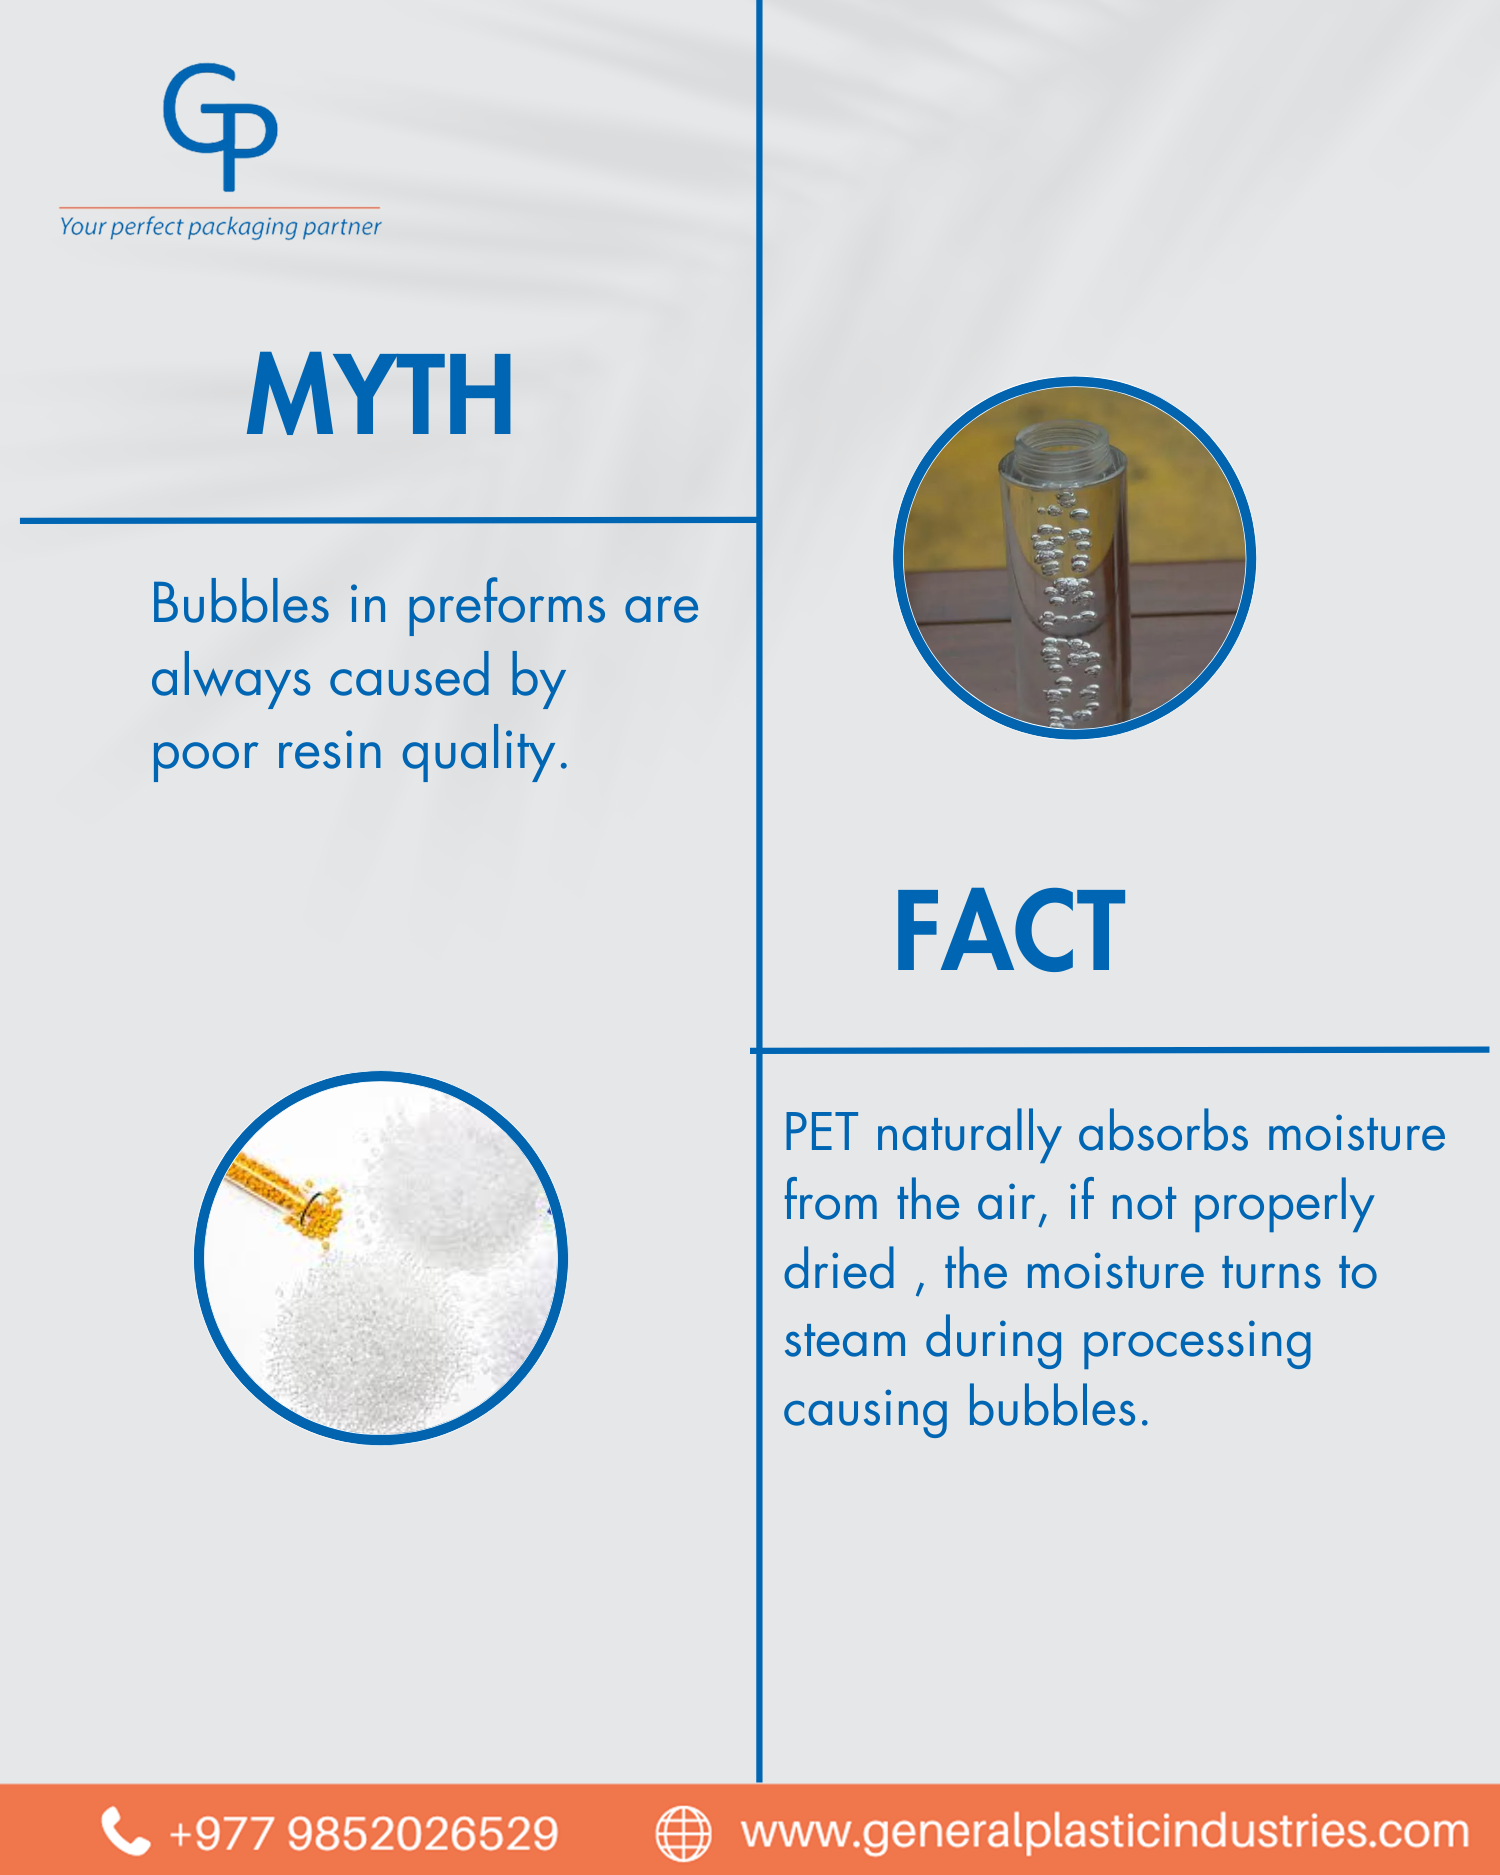 GP
Your perfect packaging partner
MYTH
Bubbles in preforms are
always caused by
poor resin quality.
FACT
PET naturally absorbs moisture
from the air, if not properly
dried , the moisture turns to
steam during processing
causing bubbles.
+977 9852026529
www.generalplasticindustries.com